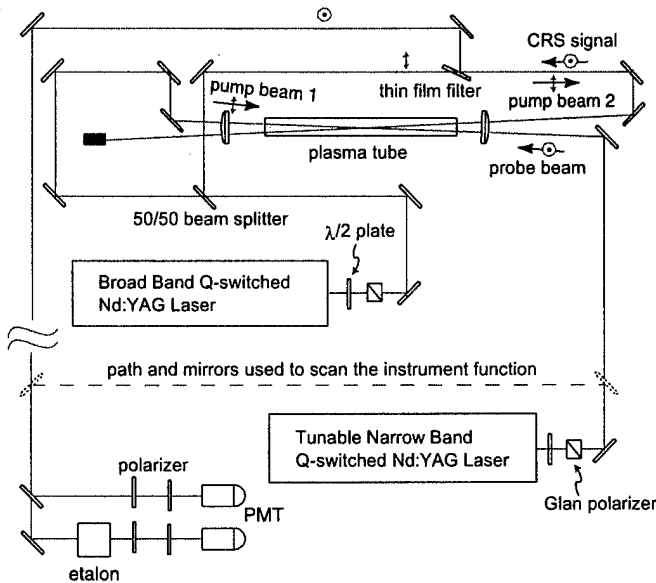 CRS signal
pump beam 1
thin film filter
pump beam 2
plasma tube
probe beam
50/50 beam splitter
λ/2 plate
Broad Band Q-switched
Nd:YAG Laser
path and mirrors used to scan the instrument function
Tunable Narrow Band
Q-switched Nd:YAG Laser
polarizer
PMT
Glan polarizer
etalon